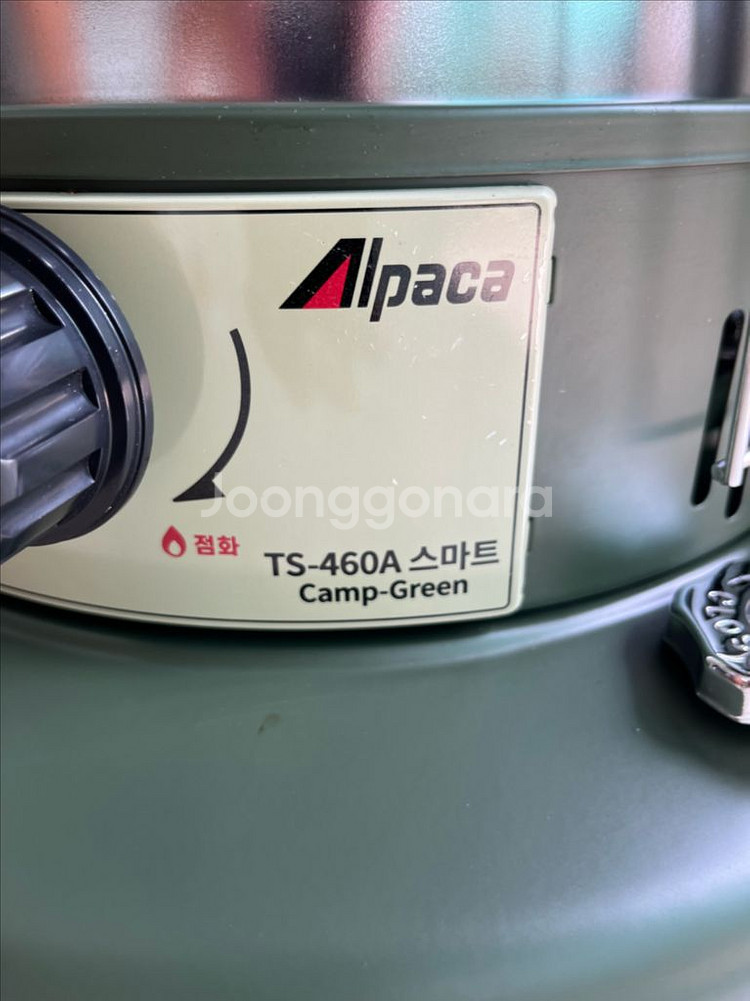 Alpaca
Joonggonara
점화
TS-460A 스마트
Camp-Green